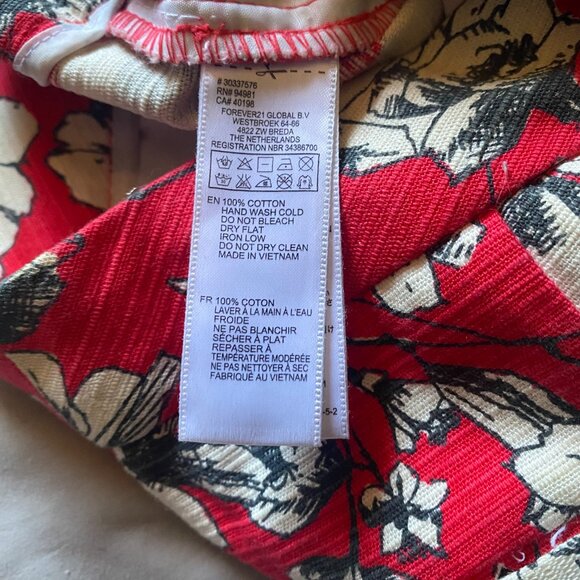 # 30337576
RN# 94981
CA# 40198
FOREVER21 GLOBAL B.V
WESTBROEK 64-66
4822 ZW BREDA
THE NETHERLANDS
REGISTRATION NBR 34386700
EN 100% COTTON
HAND WASH COLD
DO NOT BLEACH
DRY FLAT
IRON LOW
DO NOT DRY CLEAN
MADE IN VIETNAM
FR 100% COTON
LAVER À LA MAIN À L'EAU
FROIDE
NE PAS BLANCHIR
SÉCHER À PLAT
REPASSER À
TEMPÉRATURE MODÉRÉE
NE PAS NETTOYER À SEC
FABRIQUÉ AU VIETNAM
-5-2